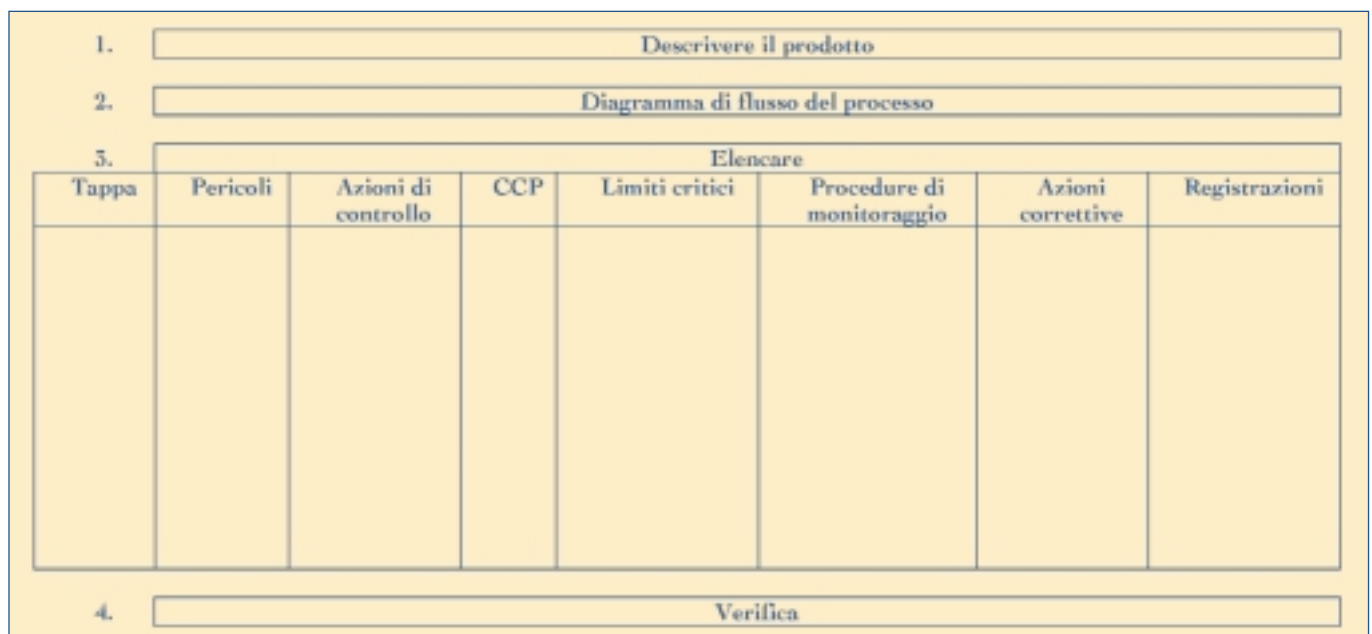 1. Descrivere il prodotto
2. Diagramma di flusso del processo
3. Elencare
Tappa Pericoli Azioni di controllo CCP Limiti critici Procedure di monitoraggio Azioni correttive Registrazioni
4. Verifica